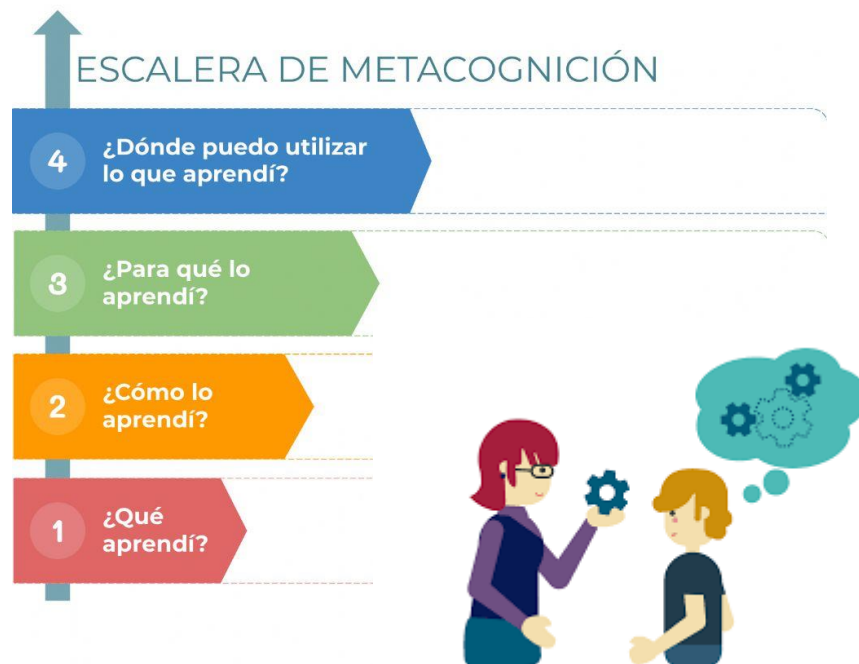 ESCALERA DE METACOGNICIÓN
4
¿Dónde puedo utilizar
lo que aprendí?
3
¿Para qué lo
aprendí?
2
¿Cómo lo
aprendí?
1
¿Qué
aprendí?